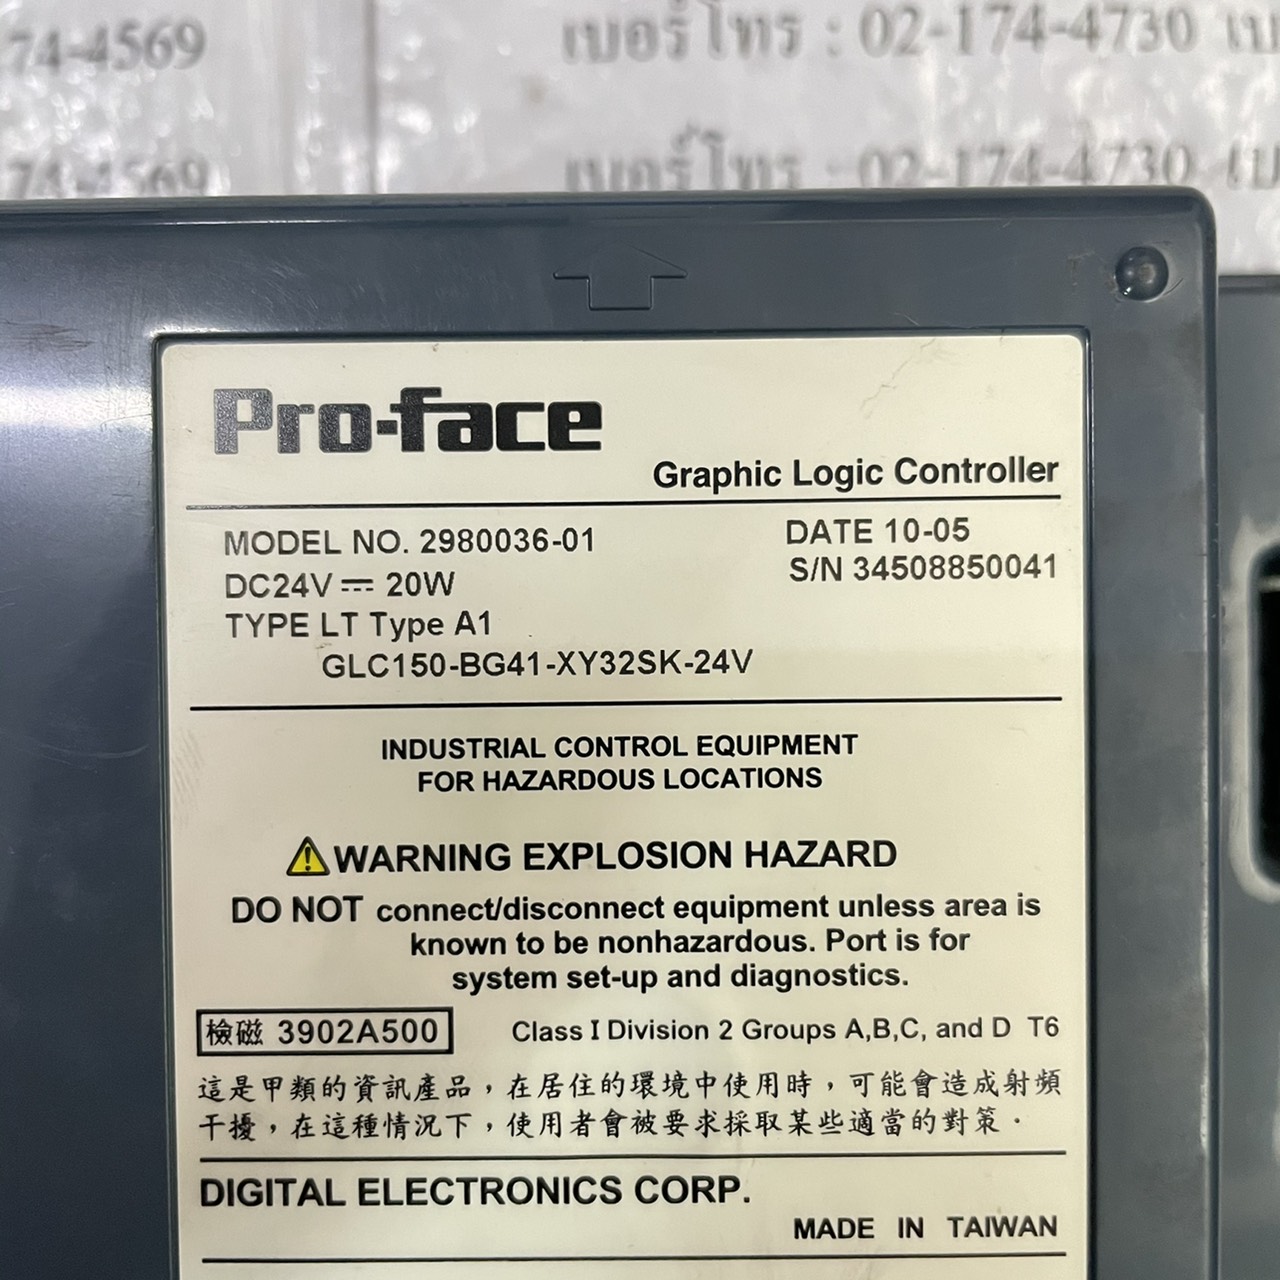 74-4569 เบอร์โทร : 02-174-4730 เบ
74-4569 เบอร์โทร : 02-174-4730 เบ
Pro-face
Graphic Logic Controller
MODEL NO. 2980036-01 DATE 10-05
DC24V ⎓ 20W S/N 34508850041
TYPE LT Type A1
GLC150-BG41-XY32SK-24V
INDUSTRIAL CONTROL EQUIPMENT
FOR HAZARDOUS LOCATIONS
⚠WARNING EXPLOSION HAZARD
DO NOT connect/disconnect equipment unless area is
known to be nonhazardous. Port is for
system set-up and diagnostics.
檢磁 3902A500 Class I Division 2 Groups A,B,C, and D T6
這是甲類的資訊產品，在居住的環境中使用時，可能會造成射頻
干擾，在這種情況下，使用者會被要求採取某些適當的對策．
DIGITAL ELECTRONICS CORP.
MADE IN TAIWAN